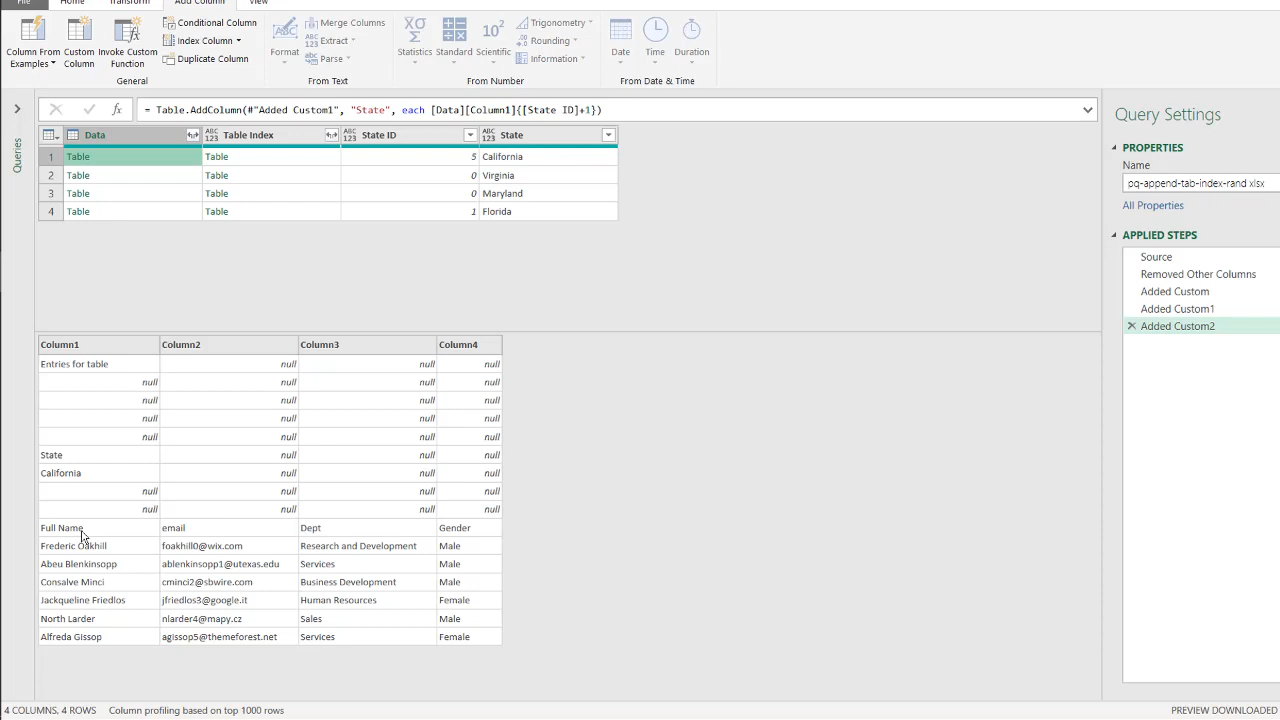 File Home Transform Add Column View
Column From Examples
Custom Column
Invoke Custom Function
Conditional Column
Index Column
Duplicate Column
General
Format
Merge Columns
Extract
Parse
From Text
Statistics
Standard
Scientific
Trigonometry
Rounding
Information
From Number
Date
Time
Duration
From Date & Time
Queries
fx = Table.AddColumn(#"Added Custom1", "State", each [Data][Column1]{[State ID]+1})
Data ABC 123 Table Index ABC 123 State ID ABC 123 State
1 Table Table 5 California
2 Table Table 0 Virginia
3 Table Table 0 Maryland
4 Table Table 1 Florida
Column1 Column2 Column3 Column4
Entries for table null null null
null null null null
null null null null
null null null null
null null null null
State null null null
California null null null
null null null null
null null null null
Full Name email Dept Gender
Frederic Oakhill foakhill0@wix.com Research and Development Male
Abeu Blenkinsopp ablenkinsopp1@utexas.edu Services Male
Consalve Minci cminci2@sbwire.com Business Development Male
Jackqueline Friedlos jfriedlos3@google.it Human Resources Female
North Larder nlarder4@mapy.cz Sales Male
Alfreda Gissop agissop5@themeforest.net Services Female
Query Settings
PROPERTIES
Name
pq-append-tab-index-rand xlsx
All Properties
APPLIED STEPS
Source
Removed Other Columns
Added Custom
Added Custom1
Added Custom2
4 COLUMNS, 4 ROWS Column profiling based on top 1000 rows
PREVIEW DOWNLOADED